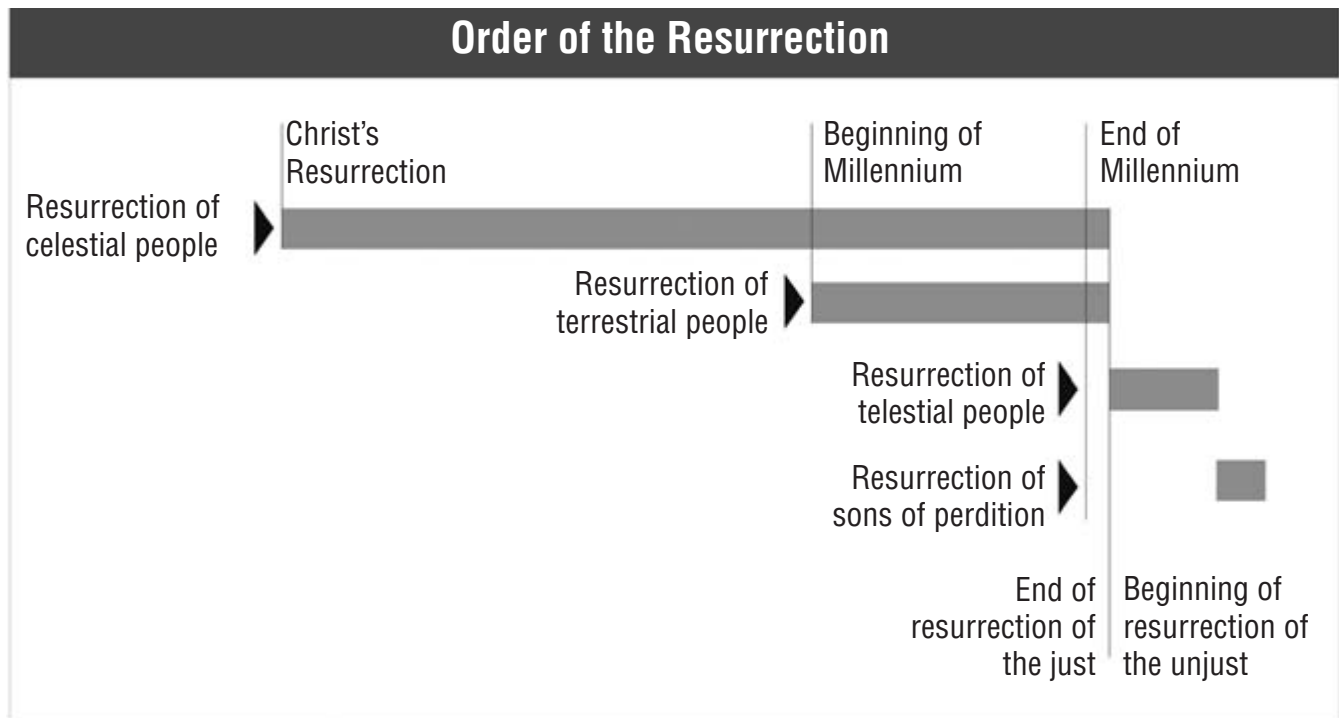 Order of the Resurrection
Christ's
Resurrection
Beginning of
Millennium
End of
Millennium
Resurrection of
celestial people
Resurrection of
terrestrial people
Resurrection of
telestial people
Resurrection of
sons of perdition
End of
resurrection of
the just
Beginning of
resurrection of
the unjust